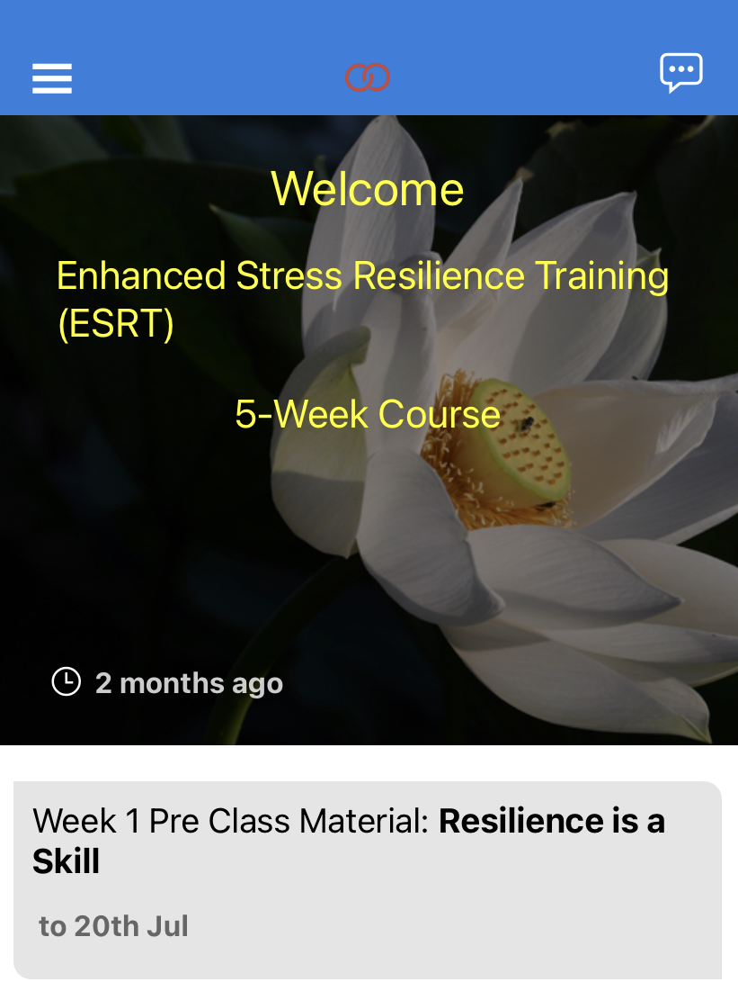 Welcome
Enhanced Stress Resilience Training
(ESRT)
5-Week Course
2 months ago
Week 1 Pre Class Material: Resilience is a
Skill
to 20th Jul